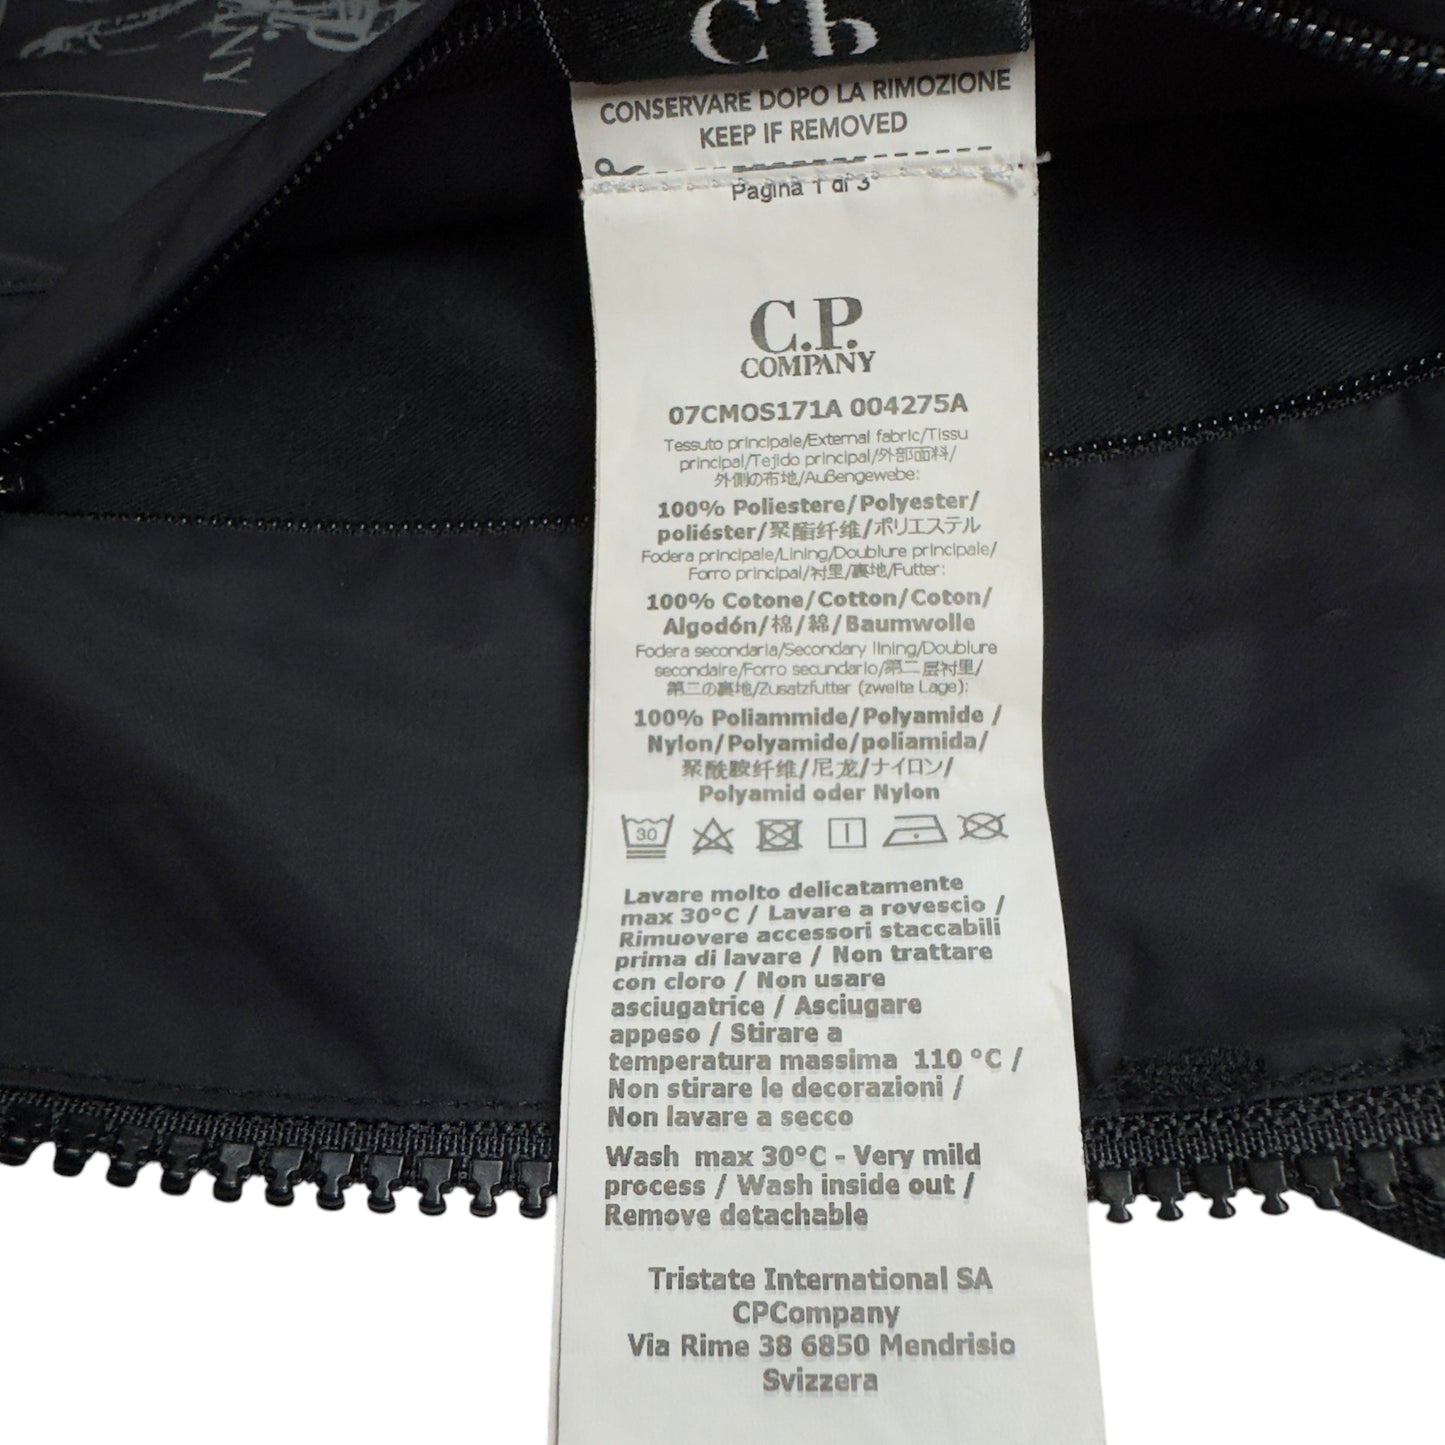 C.P.
CONSERVARE DOPO LA RIMOZIONE
KEEP IF REMOVED
Pagina 1 di 3
C.P.
COMPANY
07CMOS171A 004275A
Tessuto principale/External fabric/Tissu
principal/Tejido principal/外部面料/
外側の布地/Außengewebe:
100% Poliestere/Polyester/
poliéster/聚酯纤维/ポリエステル
Fodera principale/Lining/Doublure principale/
Forro principal/衬里/裏地/Futter:
100% Cotone/Cotton/Coton/
Algodón/棉/綿/Baumwolle
Fodera secondaria/Secondary lining/Doublure
secondaire/Forro secundario/第二层衬里/
第二の裏地/Zusatzfutter (zweite Lage):
100% Poliammide/Polyamide /
Nylon/Polyamide/poliamida/
聚酰胺纤维/尼龙/ナイロン/
Polyamid oder Nylon
30
Lavare molto delicatamente
max 30°C / Lavare a rovescio /
Rimuovere accessori staccabili
prima di lavare / Non trattare
con cloro / Non usare
asciugatrice / Asciugare
appeso / Stirare a
temperatura massima 110 °C /
Non stirare le decorazioni /
Non lavare a secco
Wash max 30°C - Very mild
process / Wash inside out /
Remove detachable
Tristate International SA
CPCompany
Via Rime 38 6850 Mendrisio
Svizzera